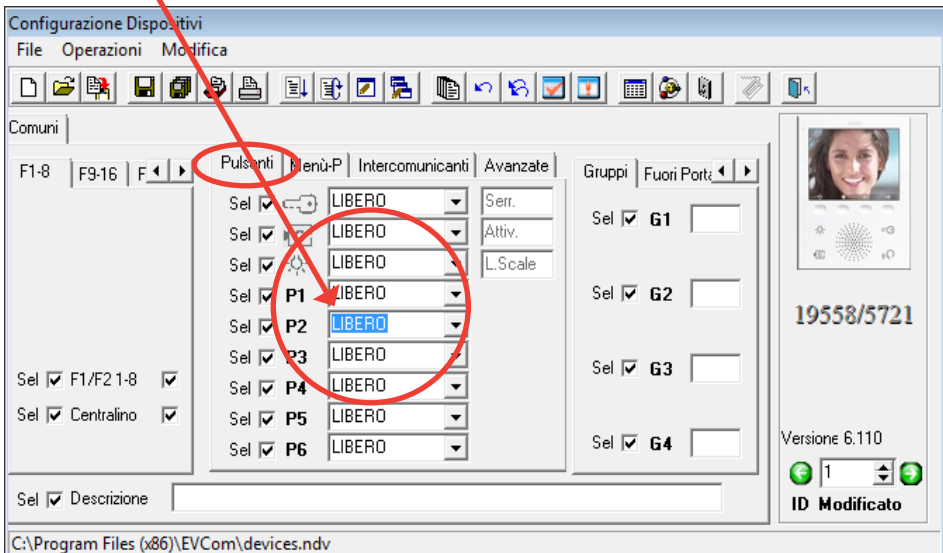 Configurazione Dispositivi
File Operazioni Modifica
Comuni
F1-8 F9-16 F
Pulsanti Menù-P Intercomunicanti Avanzate
Gruppi Fuori Porta
Sel LIBERO Serr.
Sel LIBERO Attiv.
Sel LIBERO L.Scale
Sel P1 LIBERO
Sel P2 LIBERO
Sel P3 LIBERO
Sel P4 LIBERO
Sel P5 LIBERO
Sel P6 LIBERO
Sel F1/F2 1-8
Sel Centralino
Sel G1
Sel G2
Sel G3
Sel G4
19558/5721
Versione 6.110
1
ID Modificato
Sel Descrizione
C:\Program Files (x86)\EVCom\devices.ndv